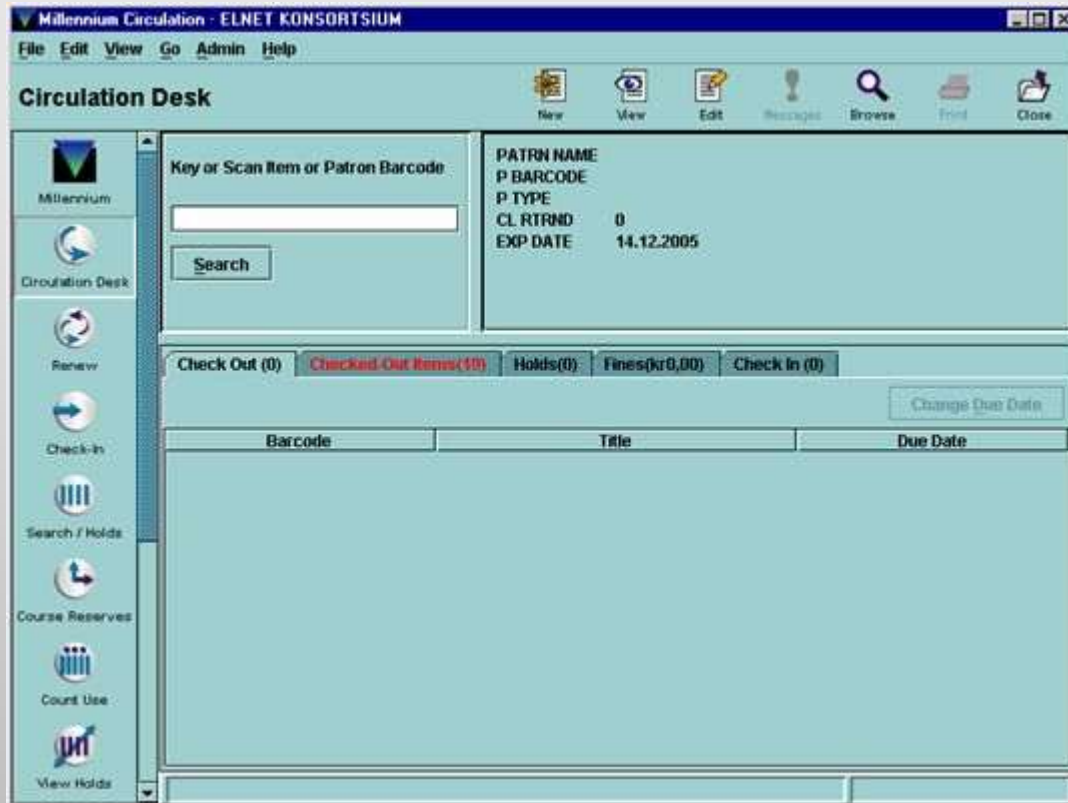 Millennium Circulation - ELNET KONSORTSIUM
File Edit View Go Admin Help
Circulation Desk
New View Edit Messages Browse Print Close
Millennium
Circulation Desk
Renew
Check-In
Search / Holds
Course Reserves
Count Use
View Holds
Key or Scan Item or Patron Barcode
Search
PATRN NAME
P BARCODE
P TYPE
CL RTRND 0
EXP DATE 14.12.2005
Check Out (0) Checked-Out Items(10) Holds(0) Fines(kr0,00) Check In (0)
Change Due Date
Barcode Title Due Date